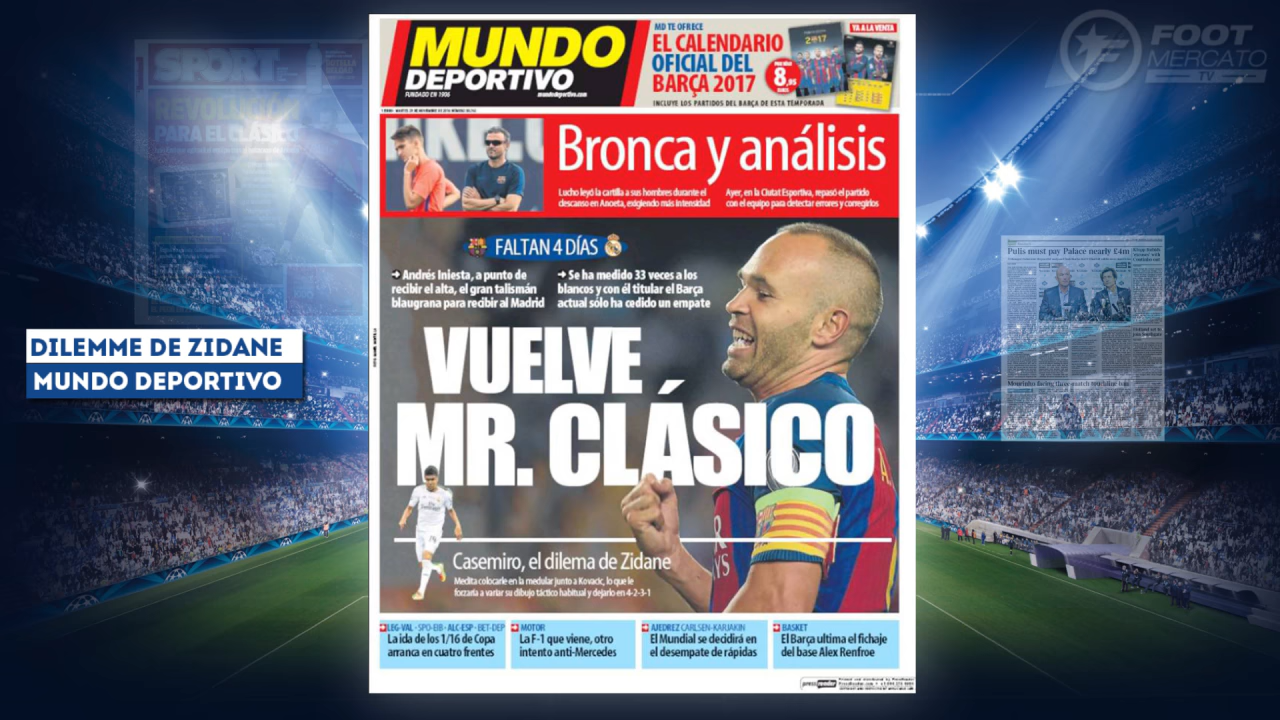 FOOT
MERCATO
TV
SPORT
PARA EL CLÁSICO
DILEMME DE ZIDANE
MUNDO DEPORTIVO
MUNDO
DEPORTIVO
FUNDADO EN 1906
mundodeportivo.com
MD TE OFRECE
EL CALENDARIO
OFICIAL DEL
BARÇA 2017
INCLUYE LOS PARTIDOS DEL BARÇA DE ESTA TEMPORADA
8,95
YA A LA VENTA
2017
Bronca y análisis
Lucho leyó la cartilla a sus hombres durante el
descanso en Anoeta, exigiendo más intensidad
Ayer, en la Ciutat Esportiva, repasó el partido
con el equipo para detectar errores y corregirlos
FALTAN 4 DÍAS
Andrés Iniesta, a punto de
recibir el alta, el gran talismán
blaugrana para recibir al Madrid
Se ha medido 33 veces a los
blancos y con él titular el Barça
actual sólo ha cedido un empate
VUELVE
MR. CLÁSICO
Casemiro, el dilema de Zidane
Medita colocarle en la medular junto a Kovacic, lo que le
forzaría a variar su dibujo táctico habitual y dejarlo en 4-2-3-1
LEG-VAL · SPO-EIB · ALC-ESP · BET-DEP
La ida de los 1/16 de Copa
arranca en cuatro frentes
MOTOR
La F-1 que viene, otro
intento anti-Mercedes
AJEDREZ CARLSEN-KARJAKIN
El Mundial se decidirá en
el desempate de rápidas
BASKET
El Barça ultima el fichaje
del base Alex Renfroe
pressreader
Pulis must pay Palace nearly £4m